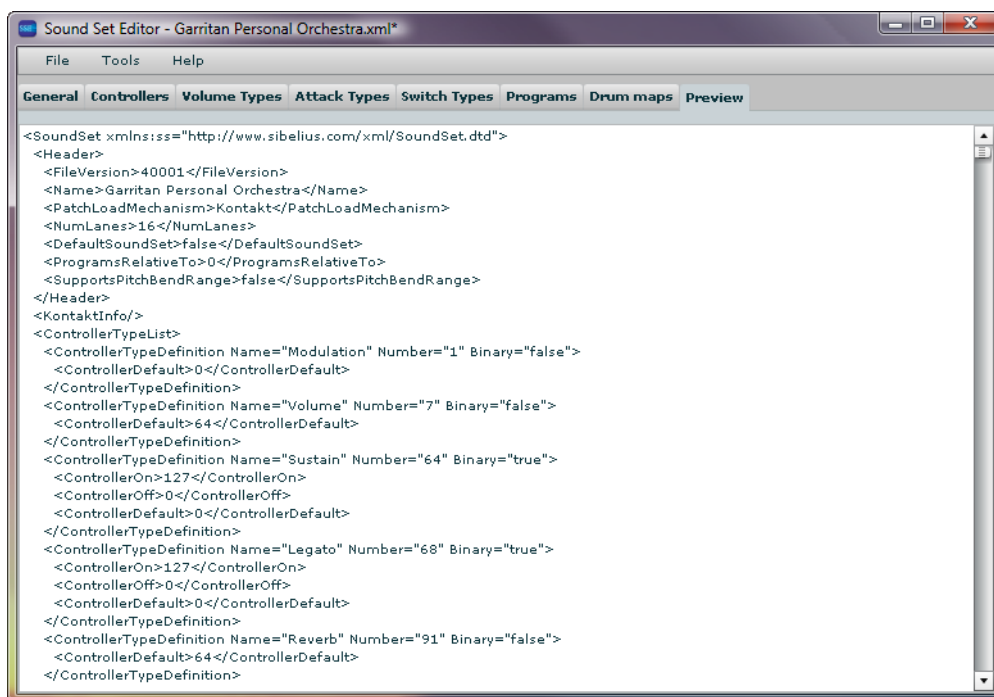 Sound Set Editor - Garritan Personal Orchestra.xml*
File Tools Help
General Controllers Volume Types Attack Types Switch Types Programs Drum maps Preview
<SoundSet xmlns:ss="http://www.sibelius.com/xml/SoundSet.dtd">
<Header>
<FileVersion>40001</FileVersion>
<Name>Garritan Personal Orchestra</Name>
<PatchLoadMechanism>Kontakt</PatchLoadMechanism>
<NumLanes>16</NumLanes>
<DefaultSoundSet>false</DefaultSoundSet>
<ProgramsRelativeTo>0</ProgramsRelativeTo>
<SupportsPitchBendRange>false</SupportsPitchBendRange>
</Header>
<KontaktInfo/>
<ControllerTypeList>
<ControllerTypeDefinition Name="Modulation" Number="1" Binary="false">
<ControllerDefault>0</ControllerDefault>
</ControllerTypeDefinition>
<ControllerTypeDefinition Name="Volume" Number="7" Binary="false">
<ControllerDefault>64</ControllerDefault>
</ControllerTypeDefinition>
<ControllerTypeDefinition Name="Sustain" Number="64" Binary="true">
<ControllerOn>127</ControllerOn>
<ControllerOff>0</ControllerOff>
<ControllerDefault>0</ControllerDefault>
</ControllerTypeDefinition>
<ControllerTypeDefinition Name="Legato" Number="68" Binary="true">
<ControllerOn>127</ControllerOn>
<ControllerOff>0</ControllerOff>
<ControllerDefault>0</ControllerDefault>
</ControllerTypeDefinition>
<ControllerTypeDefinition Name="Reverb" Number="91" Binary="false">
<ControllerDefault>64</ControllerDefault>
</ControllerTypeDefinition>